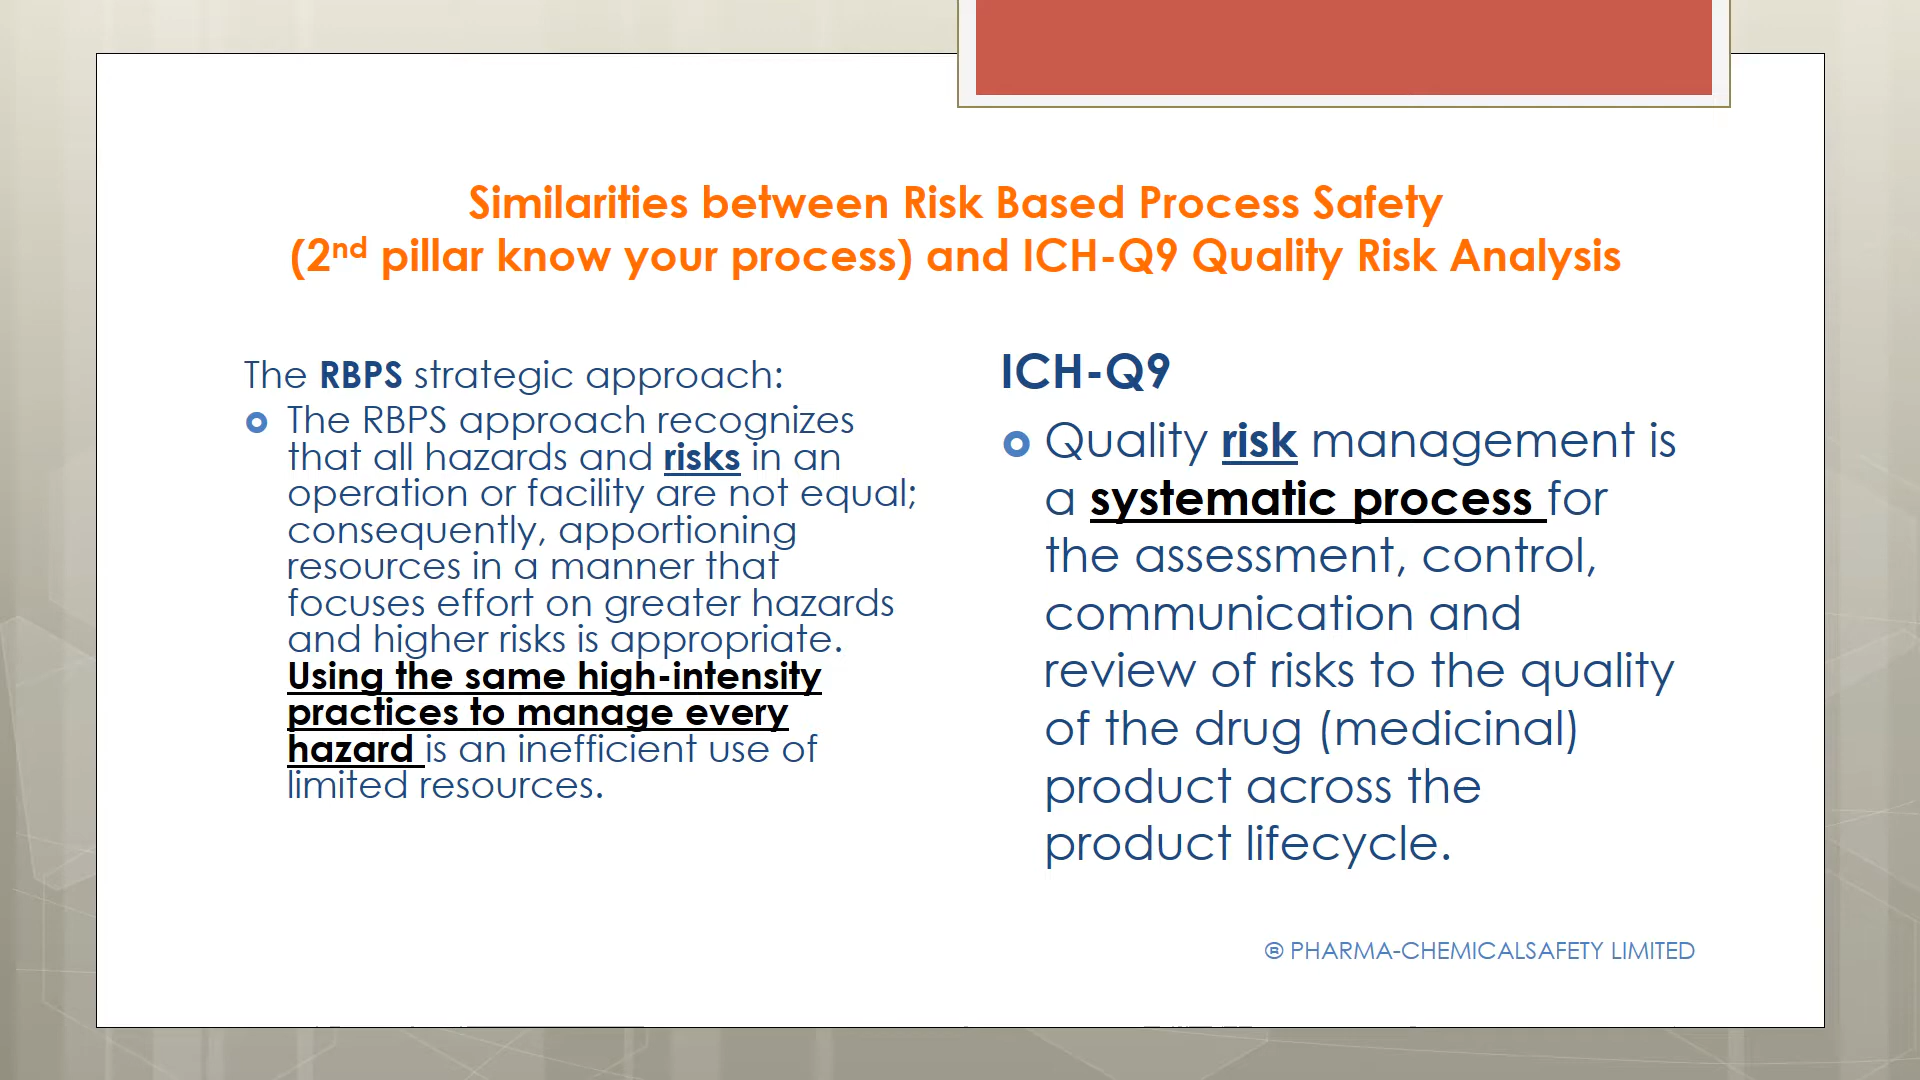 Similarities between Risk Based Process Safety
(2nd pillar know your process) and ICH-Q9 Quality Risk Analysis
The RBPS strategic approach:
The RBPS approach recognizes
that all hazards and risks in an
operation or facility are not equal;
consequently, apportioning
resources in a manner that
focuses effort on greater hazards
and higher risks is appropriate.
Using the same high-intensity
practices to manage every
hazard is an inefficient use of
limited resources.
ICH-Q9
Quality risk management is
a systematic process for
the assessment, control,
communication and
review of risks to the quality
of the drug (medicinal)
product across the
product lifecycle.
® PHARMA-CHEMICALSAFETY LIMITED